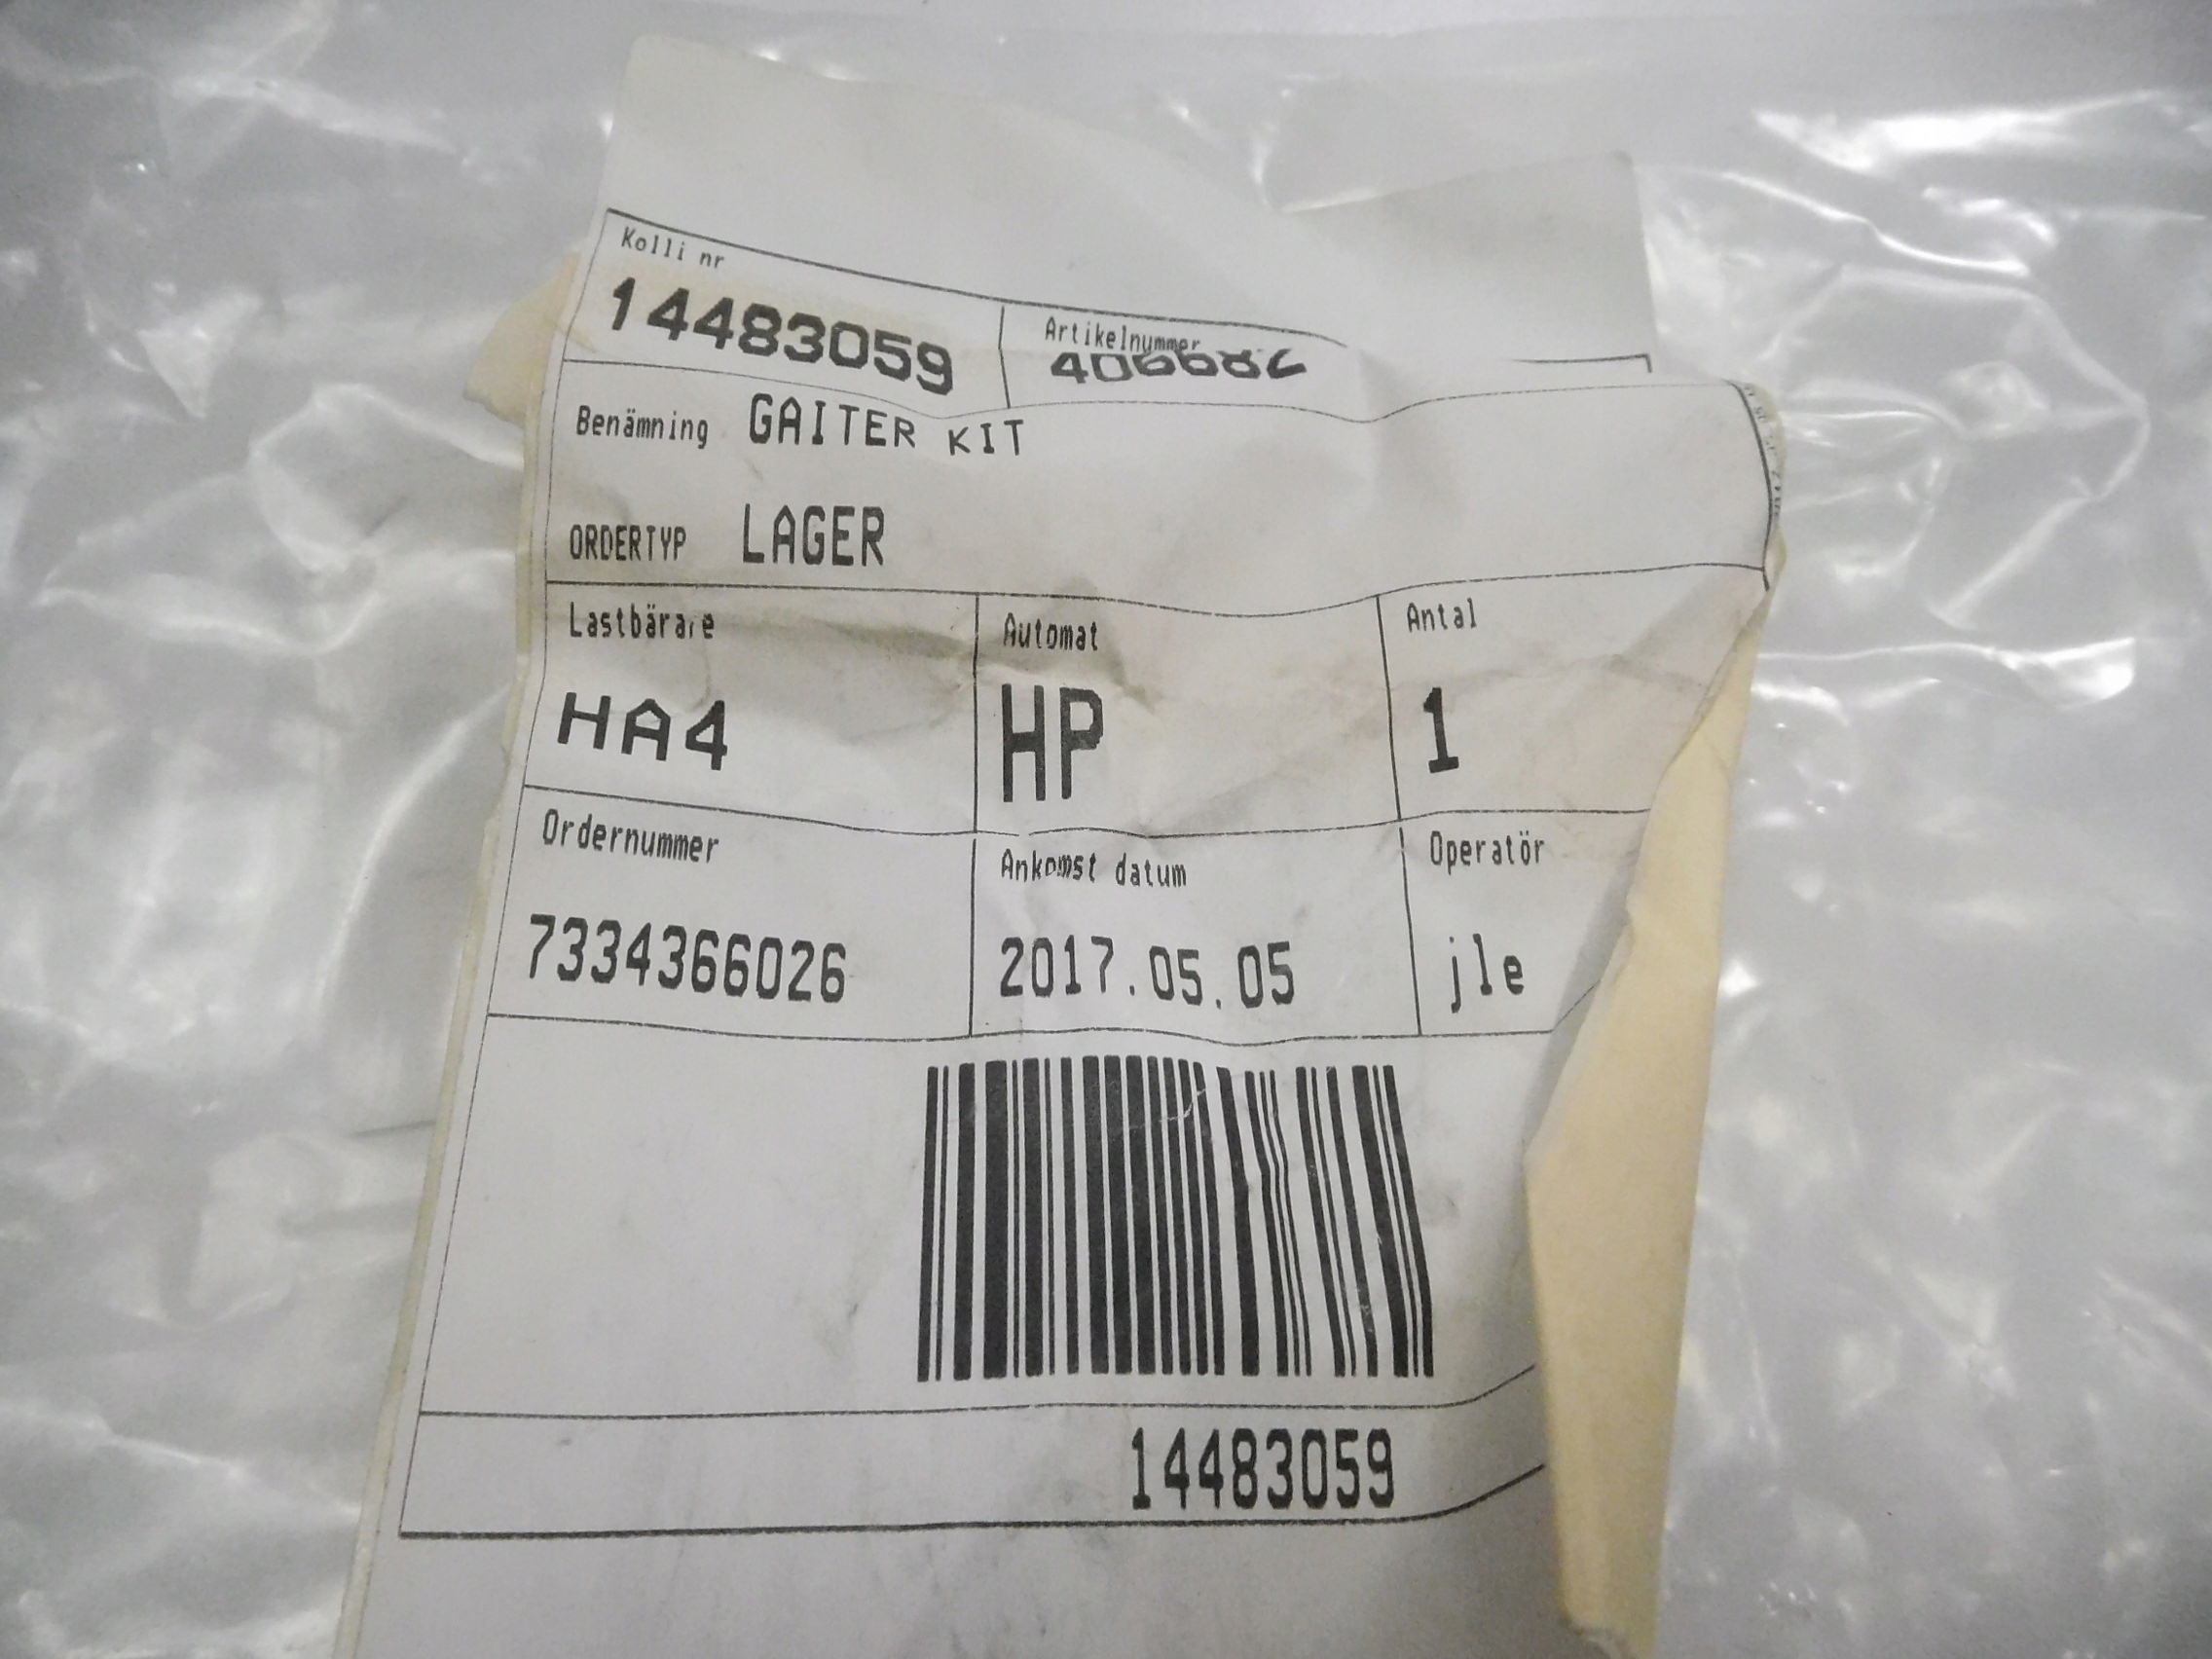 Kolli nr
14483059
Artikelnummer
Benämning GAITER KIT
ORDERTYP LAGER
Lastbärare
HA4
Automat
HP
Antal
1
Ordernummer
7334366026
Ankomst datum
2017.05.05
Operatör
jle
14483059